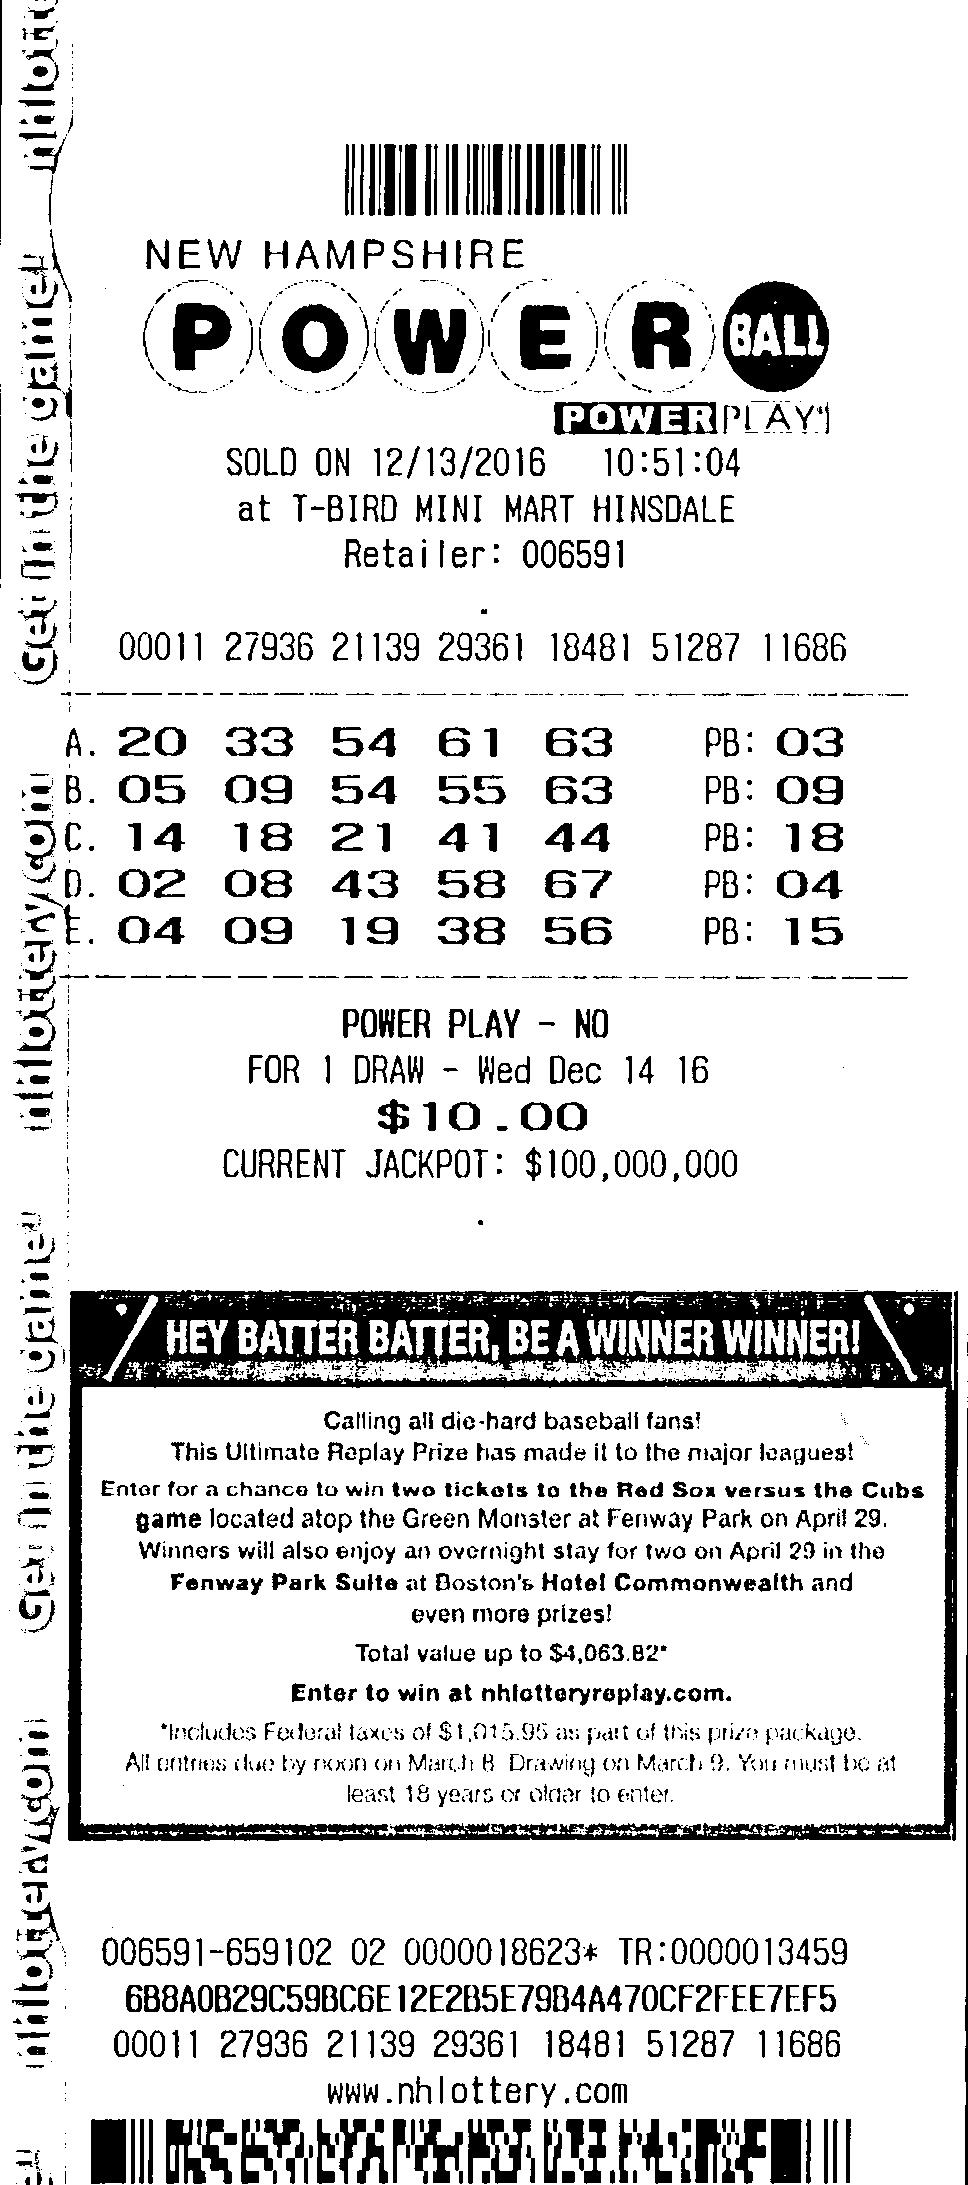 NEW HAMPSHIRE
POWER BALL
POWER PLAY
SOLD ON 12/13/2016 10:51:04
at T-BIRD MINI MART HINSDALE
Retailer: 006591
00011 27936 21139 29361 18481 51287 11686
A. 20 33 54 61 63 PB: 03
B. 05 09 54 55 63 PB: 09
C. 14 18 21 41 44 PB: 18
D. 02 08 43 58 67 PB: 04
E. 04 09 19 38 56 PB: 15
POWER PLAY - NO
FOR 1 DRAW - Wed Dec 14 16
$10.00
CURRENT JACKPOT: $100,000,000
HEY BATTER BATTER, BE A WINNER WINNER!
Calling all die-hard baseball fans!
This Ultimate Replay Prize has made it to the major leagues!
Enter for a chance to win two tickets to the Red Sox versus the Cubs
game located atop the Green Monster at Fenway Park on April 29.
Winners will also enjoy an overnight stay for two on April 29 in the
Fenway Park Suite at Boston's Hotel Commonwealth and
even more prizes!
Total value up to $4,063.82*
Enter to win at nhlotteryreplay.com.
*Includes Federal taxes of $1,015.95 as part of this prize package.
All entries due by noon on March 8. Drawing on March 9. You must be at
least 18 years or older to enter.
006591-659102 02 0000018623* TR:0000013459
6B8A0B29C59BC6E12E2B5E79B4A470CF2FEE7EF5
00011 27936 21139 29361 18481 51287 11686
www.nhlottery.com
Get in the game!
nhlottery.com
Get in the game!
nhlottery.com